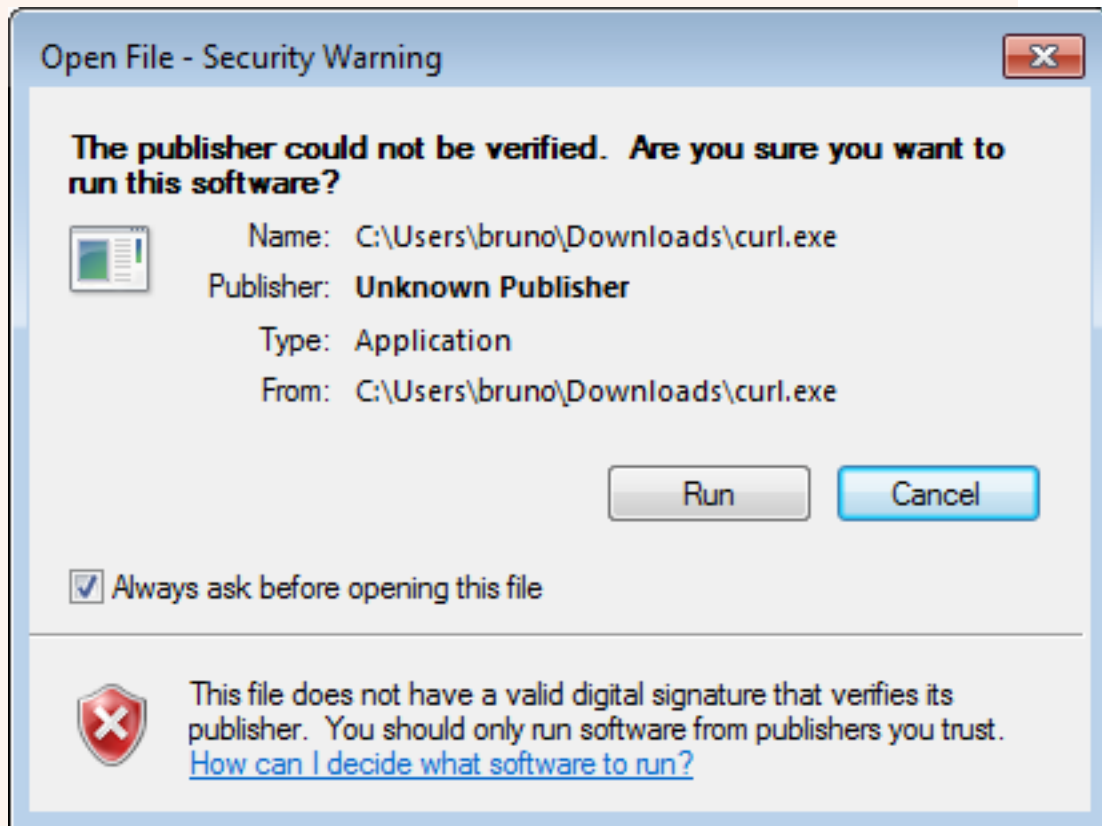 Open File - Security Warning
The publisher could not be verified.  Are you sure you want to
run this software?
Name: C:\Users\bruno\Downloads\curl.exe
Publisher: Unknown Publisher
Type: Application
From: C:\Users\bruno\Downloads\curl.exe
Run Cancel
Always ask before opening this file
This file does not have a valid digital signature that verifies its
publisher.  You should only run software from publishers you trust.
How can I decide what software to run?